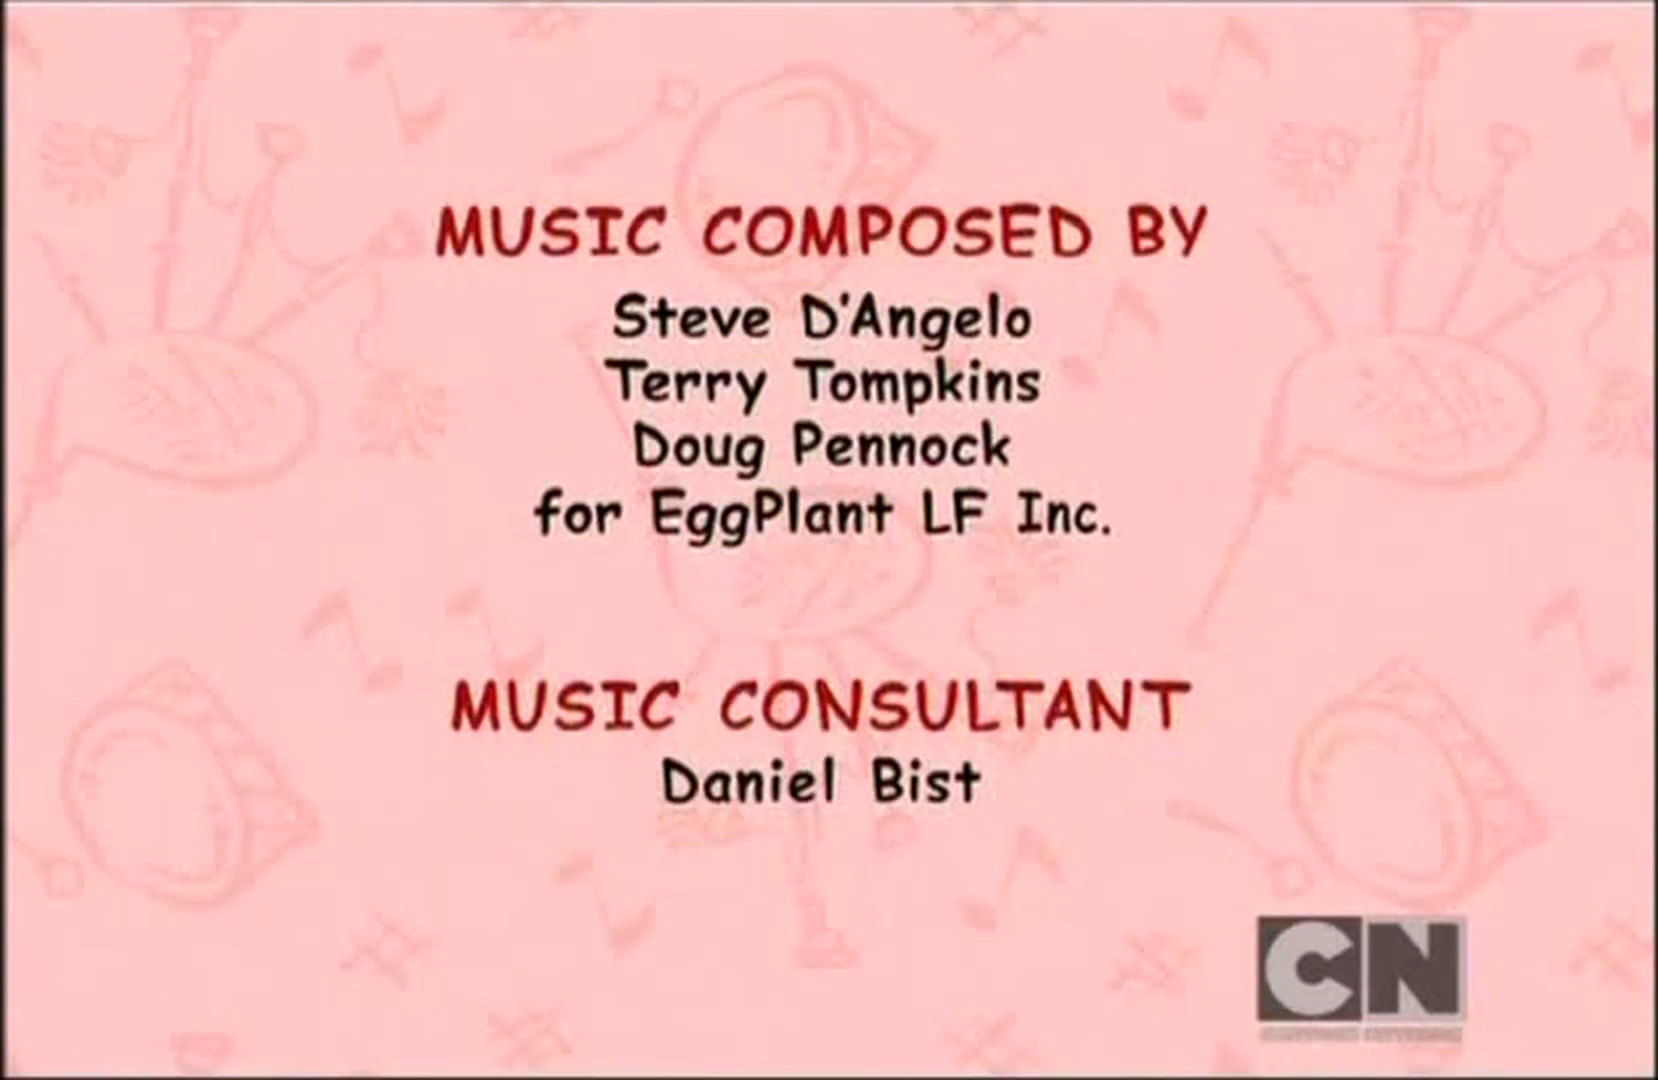 MUSIC COMPOSED BY
Steve D'Angelo
Terry Tompkins
Doug Pennock
for EggPlant LF Inc.
MUSIC CONSULTANT
Daniel Bist
CN